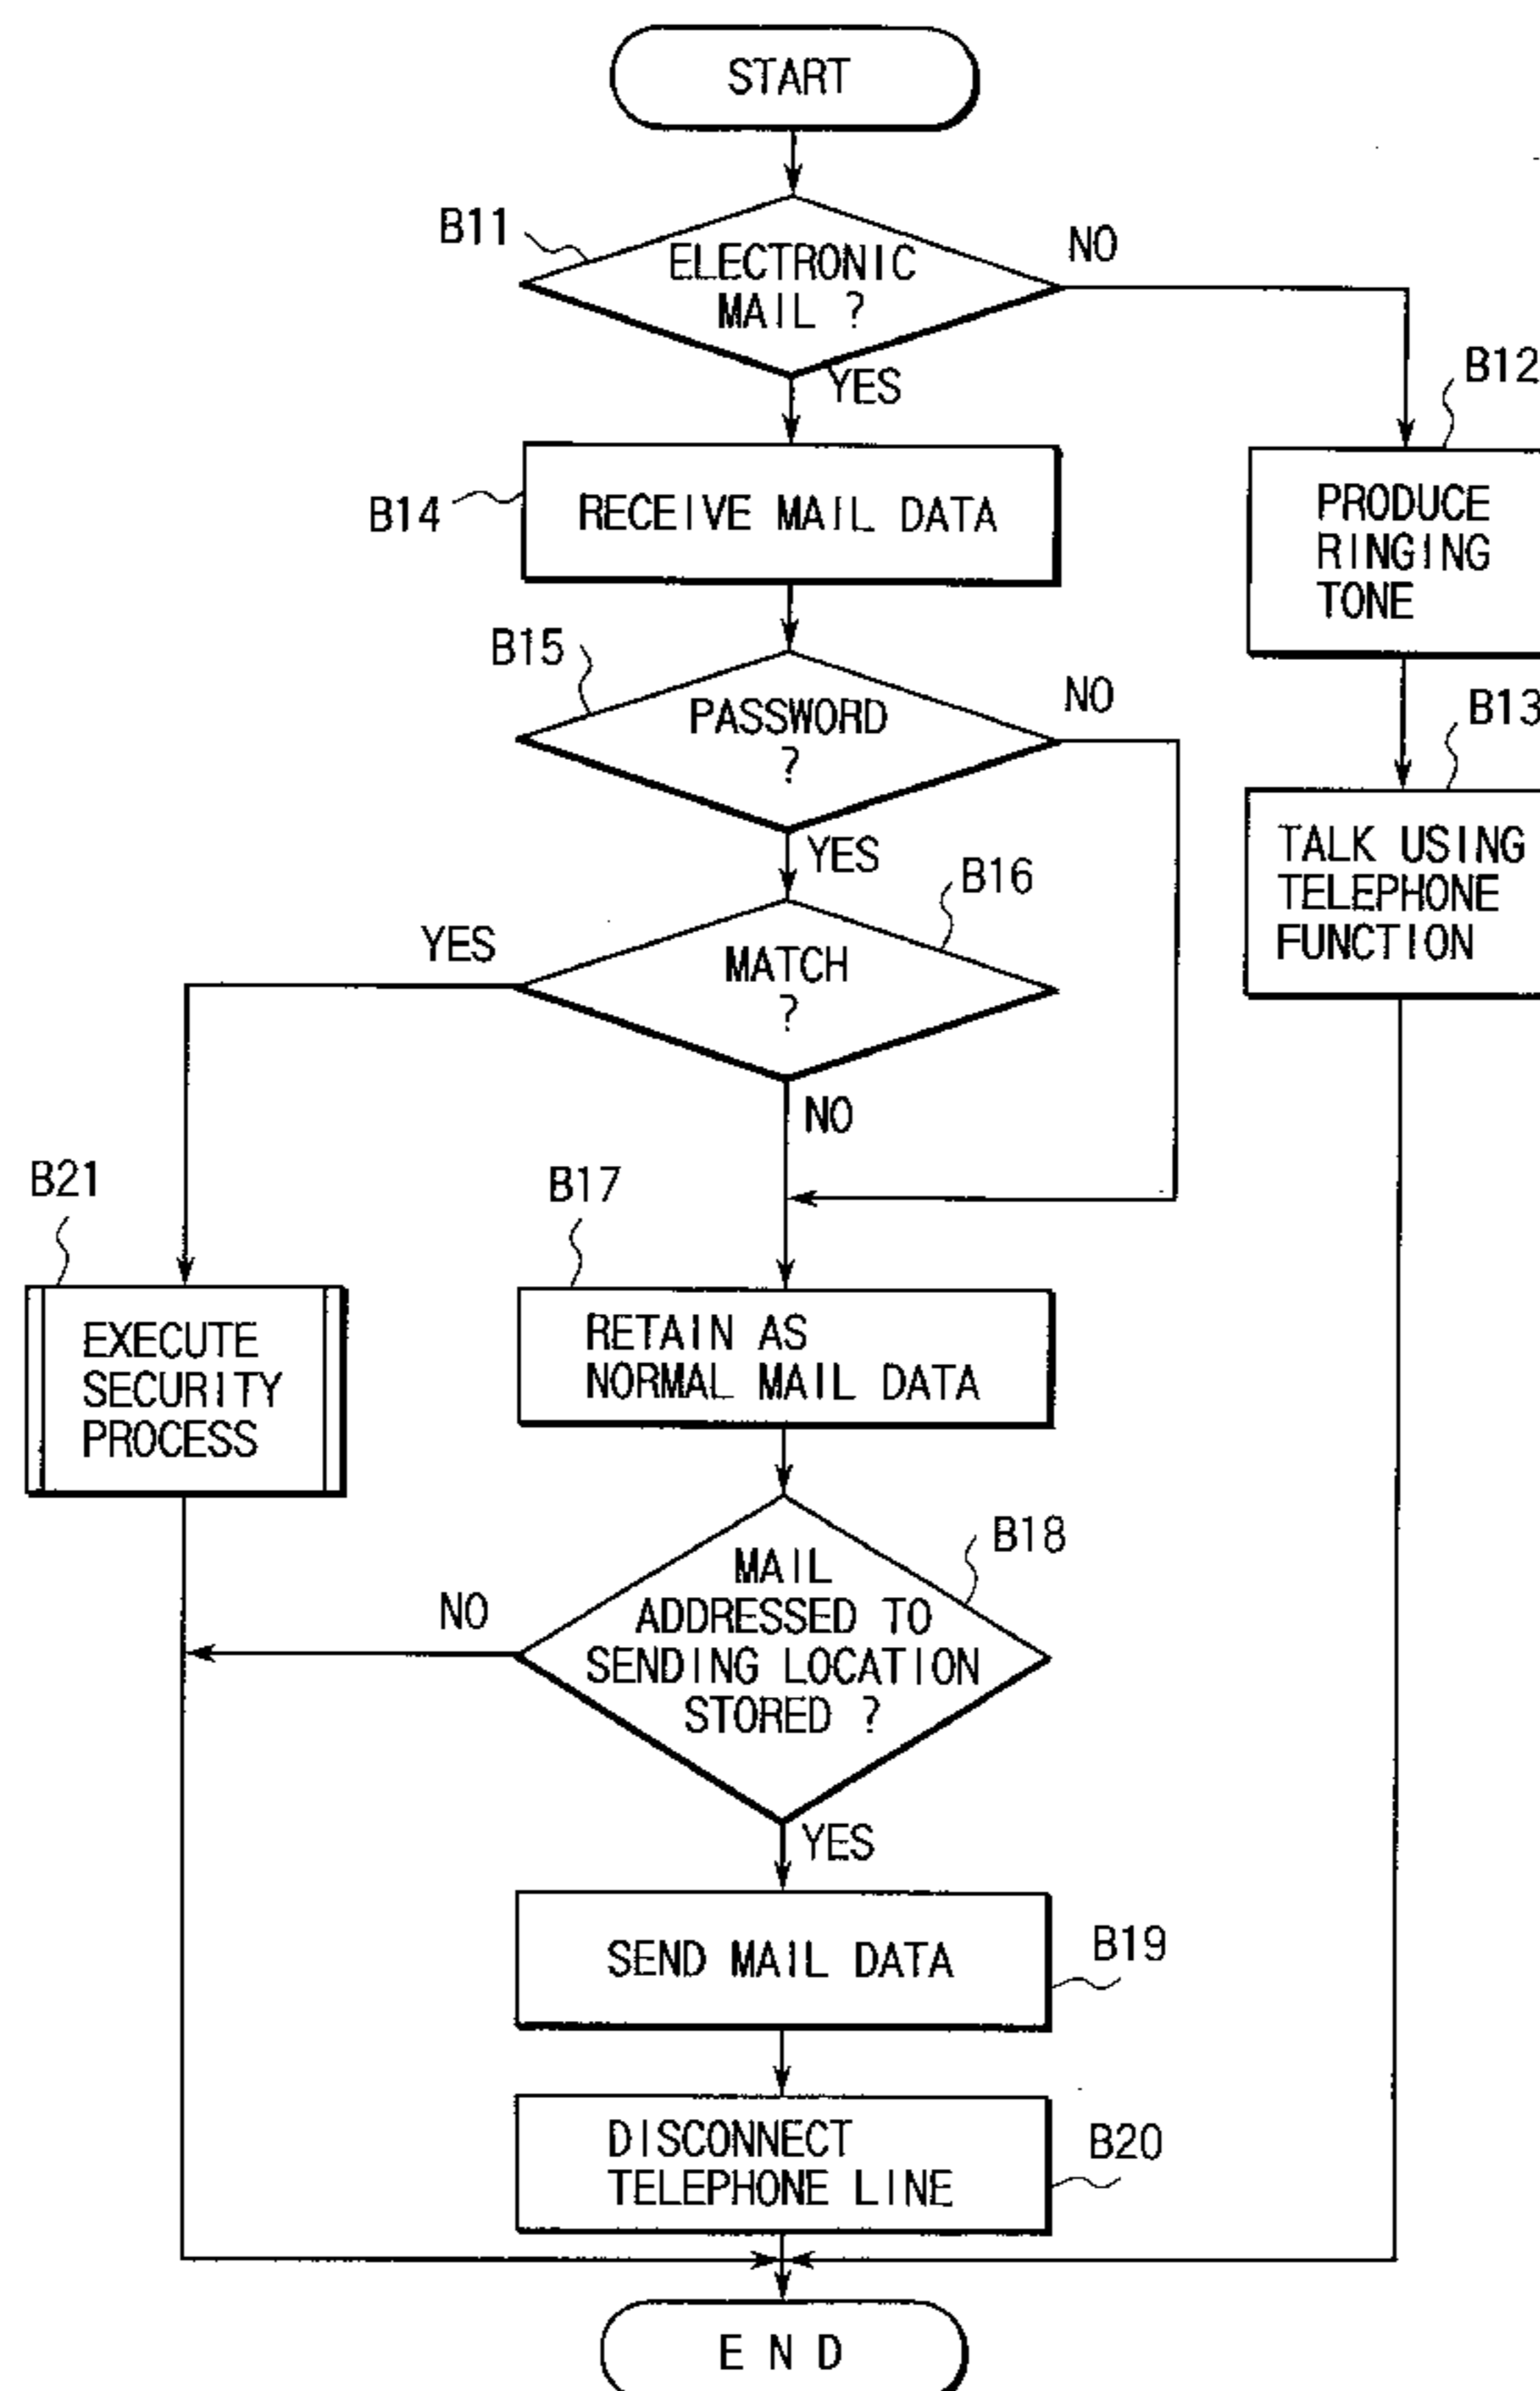 START
B11
ELECTRONIC
MAIL ?
NO
YES
B12
PRODUCE
RINGING
TONE
B14
RECEIVE MAIL DATA
B15
PASSWORD
?
NO
YES
B13
TALK USING
TELEPHONE
FUNCTION
B16
MATCH
?
YES
NO
B21
EXECUTE
SECURITY
PROCESS
B17
RETAIN AS
NORMAL MAIL DATA
B18
MAIL
ADDRESSED TO
SENDING LOCATION
STORED ?
NO
YES
SEND MAIL DATA
B19
DISCONNECT
TELEPHONE LINE
B20
END